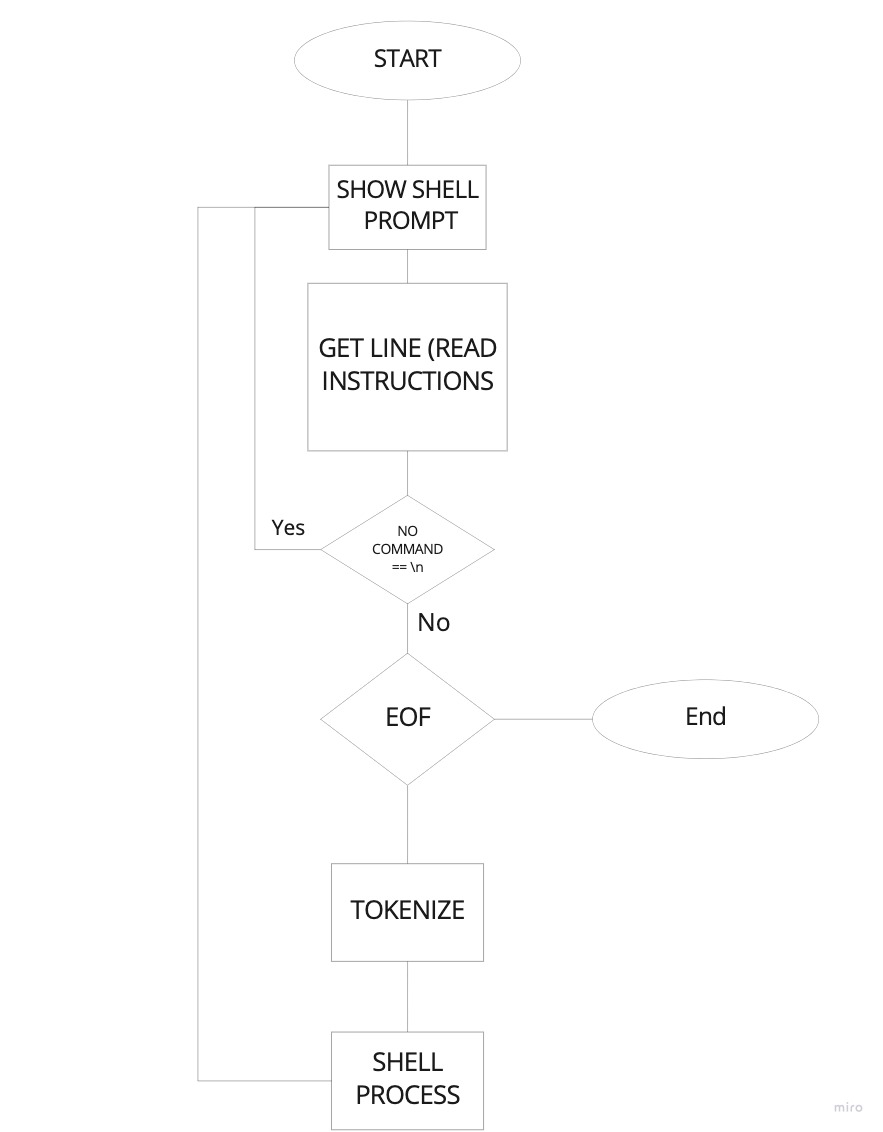 START
SHOW SHELL
PROMPT
GET LINE (READ
INSTRUCTIONS
Yes
NO
COMMAND
== \n
No
EOF
End
TOKENIZE
SHELL
PROCESS
miro